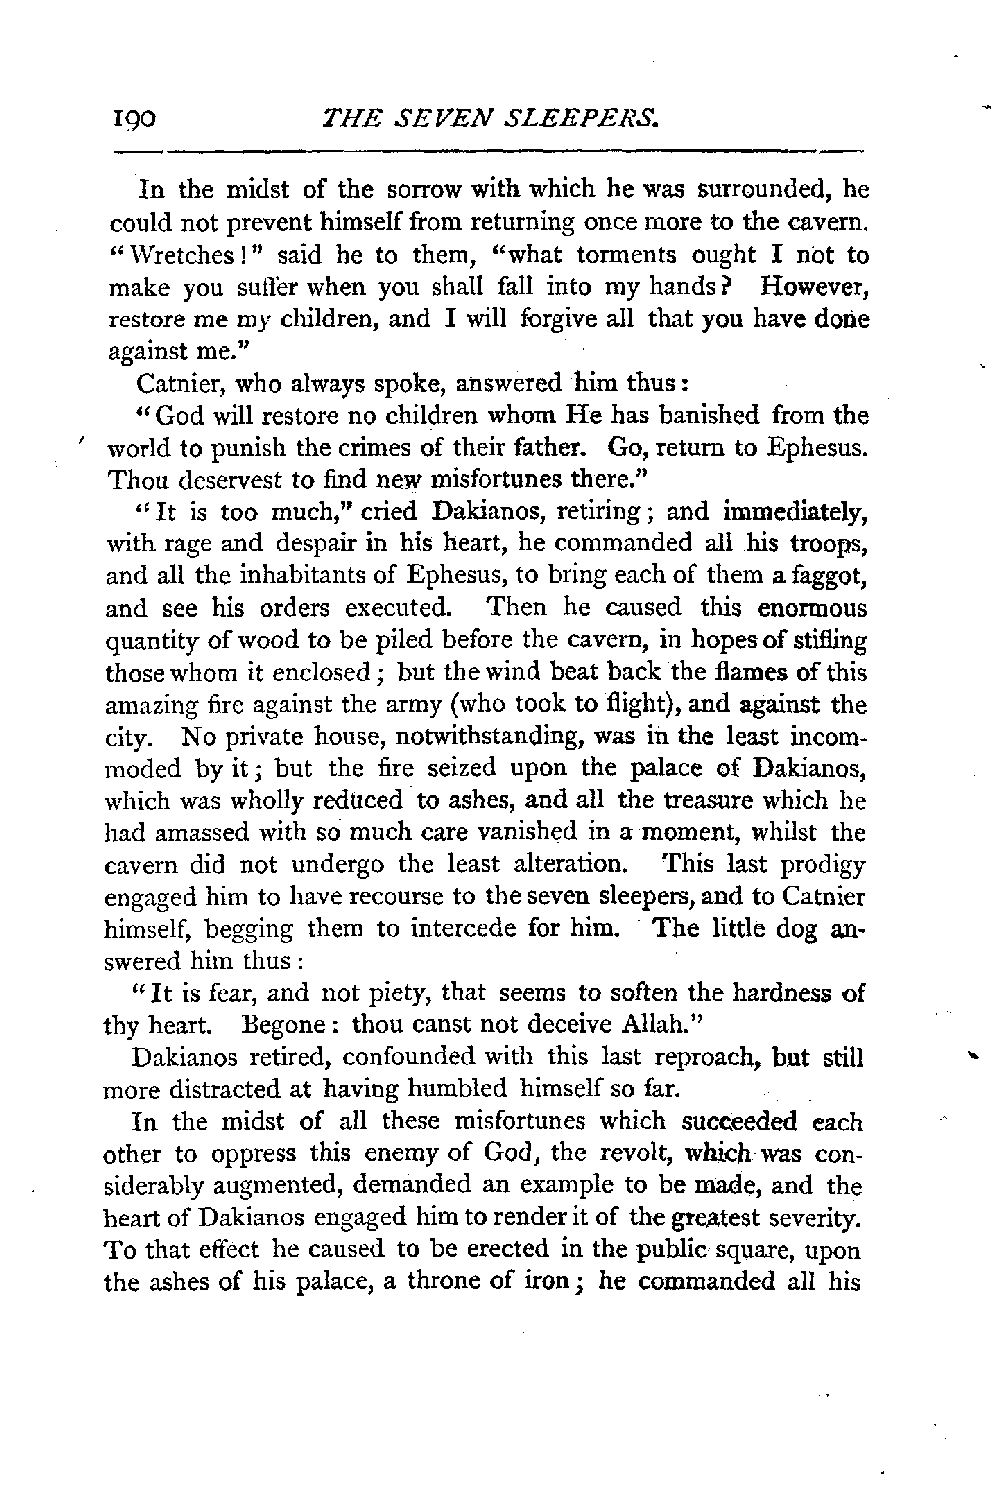 190 THE SEVEN SLEEPERS.
In the midst of the sorrow with which he was surrounded, he
could not prevent himself from returning once more to the cavern.
“Wretches!” said he to them, “what torments ought I not to
make you suffer when you shall fall into my hands? However,
restore me my children, and I will forgive all that you have done
against me.”
Catnier, who always spoke, answered him thus:
“God will restore no children whom He has banished from the
world to punish the crimes of their father. Go, return to Ephesus.
Thou deservest to find new misfortunes there.”
“It is too much,” cried Dakianos, retiring; and immediately,
with rage and despair in his heart, he commanded all his troops,
and all the inhabitants of Ephesus, to bring each of them a faggot,
and see his orders executed. Then he caused this enormous
quantity of wood to be piled before the cavern, in hopes of stifling
those whom it enclosed; but the wind beat back the flames of this
amazing fire against the army (who took to flight), and against the
city. No private house, notwithstanding, was in the least incom-
moded by it; but the fire seized upon the palace of Dakianos,
which was wholly reduced to ashes, and all the treasure which he
had amassed with so much care vanished in a moment, whilst the
cavern did not undergo the least alteration. This last prodigy
engaged him to have recourse to the seven sleepers, and to Catnier
himself, begging them to intercede for him. The little dog an-
swered him thus:
“It is fear, and not piety, that seems to soften the hardness of
thy heart. Begone: thou canst not deceive Allah.”
Dakianos retired, confounded with this last reproach, but still
more distracted at having humbled himself so far.
In the midst of all these misfortunes which succeeded each
other to oppress this enemy of God, the revolt, which was con-
siderably augmented, demanded an example to be made, and the
heart of Dakianos engaged him to render it of the greatest severity.
To that effect he caused to be erected in the public square, upon
the ashes of his palace, a throne of iron; he commanded all his